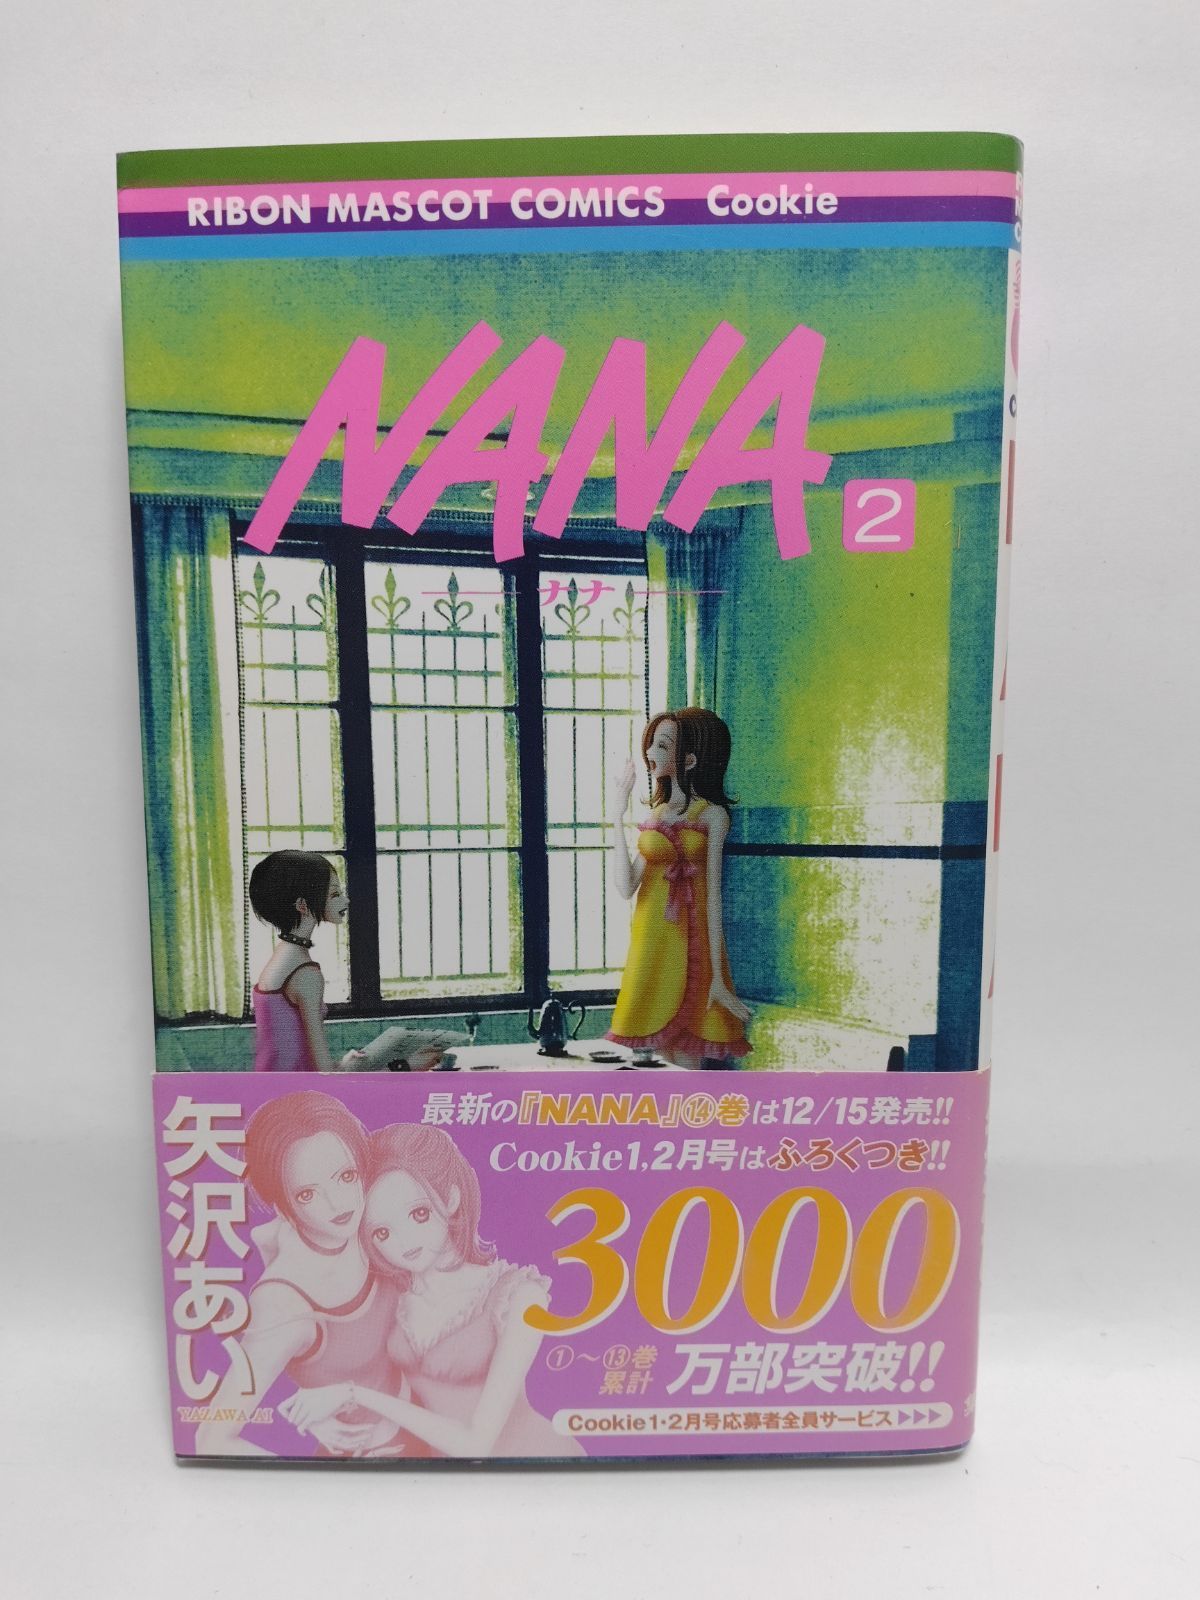 RIBON MASCOT COMICS Cookie
NANA 2
ナナ
矢沢あい
YAZAWA AI
最新の『NANA』⑭巻は12/15発売!!
Cookie1,2月号はふろくつき!!
3000
①〜⑬巻
累計
万部突破!!
Cookie1・2月号応募者全員サービス▶▶▶